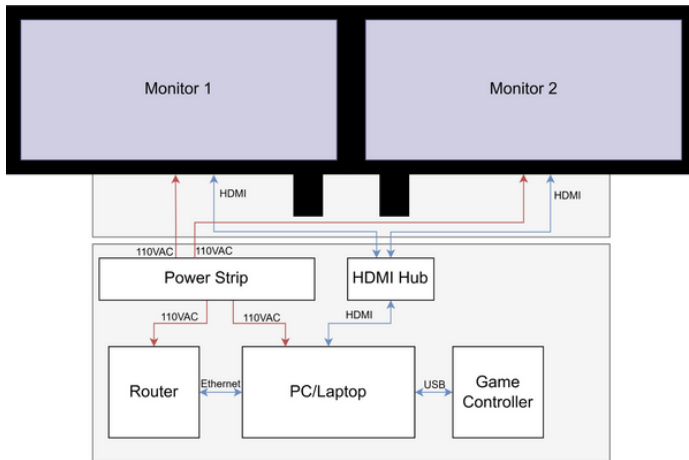 Monitor 1
Monitor 2
HDMI
HDMI
110VAC
110VAC
Power Strip
HDMI Hub
110VAC
110VAC
HDMI
Router
Ethernet
PC/Laptop
USB
Game
Controller